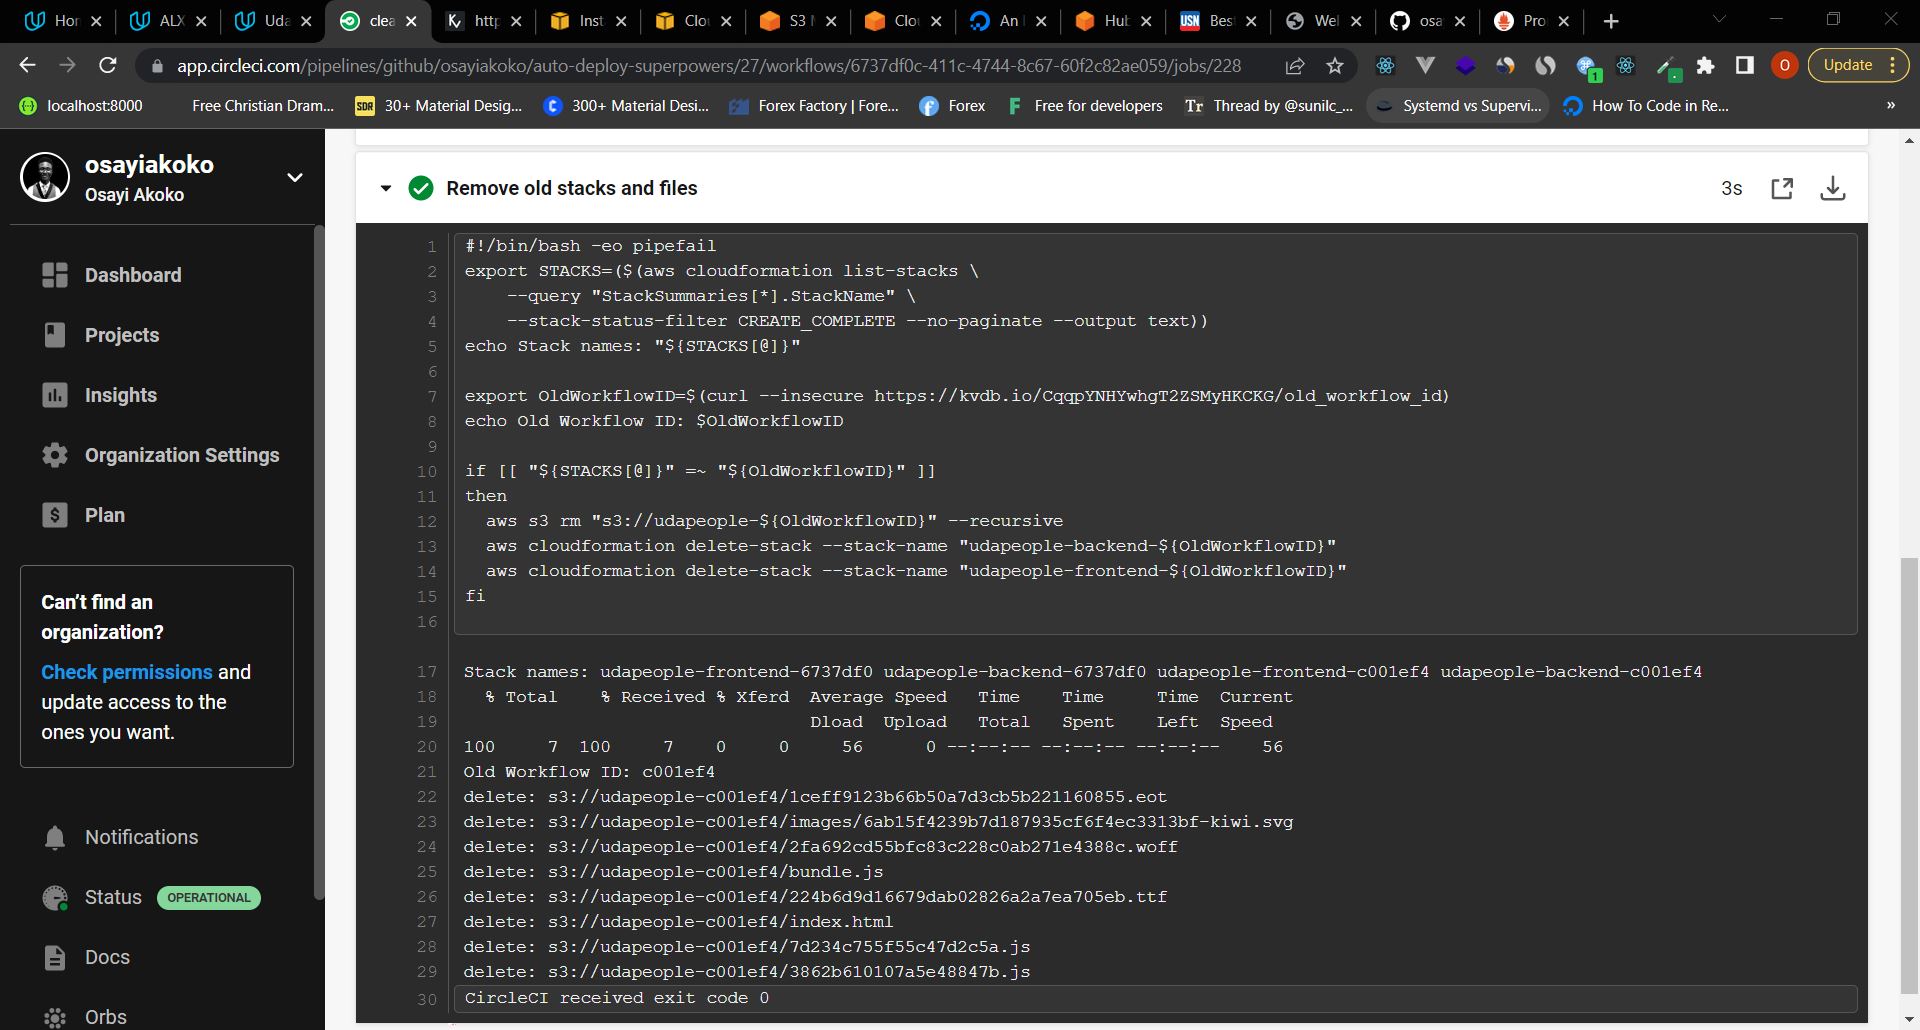 Hor
ALX
Uda
clea
http
Inst
Clou
S3 M
Clou
An
Hub
Bes
Wel
osa
Pro
app.circleci.com/pipelines/github/osayiakoko/auto-deploy-superpowers/27/workflows/6737df0c-411c-4744-8c67-60f2c82ae059/jobs/228
1
O
Update
localhost:8000
Free Christian Dram...
SDR 30+ Material Desig...
300+ Material Desi...
Forex Factory | Fore...
Forex
Free for developers
Tr Thread by @sunilc_...
Systemd vs Supervi...
How To Code in Re...
»
osayiakoko
Osayi Akoko
Dashboard
Projects
Insights
Organization Settings
Plan
Can't find an
organization?
Check permissions and
update access to the
ones you want.
Notifications
Status OPERATIONAL
Docs
Orbs
Remove old stacks and files
3s
1 #!/bin/bash -eo pipefail
2 export STACKS=($(aws cloudformation list-stacks \
3 --query "StackSummaries[*].StackName" \
4 --stack-status-filter CREATE_COMPLETE --no-paginate --output text))
5 echo Stack names: "${STACKS[@]}"
6
7 export OldWorkflowID=$(curl --insecure https://kvdb.io/CqqpYNHYwhgT2ZSMyHKCKG/old_workflow_id)
8 echo Old Workflow ID: $OldWorkflowID
9
10 if [[ "${STACKS[@]}" =~ "${OldWorkflowID}" ]]
11 then
12 aws s3 rm "s3://udapeople-${OldWorkflowID}" --recursive
13 aws cloudformation delete-stack --stack-name "udapeople-backend-${OldWorkflowID}"
14 aws cloudformation delete-stack --stack-name "udapeople-frontend-${OldWorkflowID}"
15 fi
16
17 Stack names: udapeople-frontend-6737df0 udapeople-backend-6737df0 udapeople-frontend-c001ef4 udapeople-backend-c001ef4
18 % Total % Received % Xferd Average Speed Time Time Time Current
19 Dload Upload Total Spent Left Speed
20 100 7 100 7 0 0 56 0 --:--:-- --:--:-- --:--:-- 56
21 Old Workflow ID: c001ef4
22 delete: s3://udapeople-c001ef4/1ceff9123b66b50a7d3cb5b221160855.eot
23 delete: s3://udapeople-c001ef4/images/6ab15f4239b7d187935cf6f4ec3313bf-kiwi.svg
24 delete: s3://udapeople-c001ef4/2fa692cd55bfc83c228c0ab271e4388c.woff
25 delete: s3://udapeople-c001ef4/bundle.js
26 delete: s3://udapeople-c001ef4/224b6d9d16679dab02826a2a7ea705eb.ttf
27 delete: s3://udapeople-c001ef4/index.html
28 delete: s3://udapeople-c001ef4/7d234c755f55c47d2c5a.js
29 delete: s3://udapeople-c001ef4/3862b610107a5e48847b.js
30 CircleCI received exit code 0